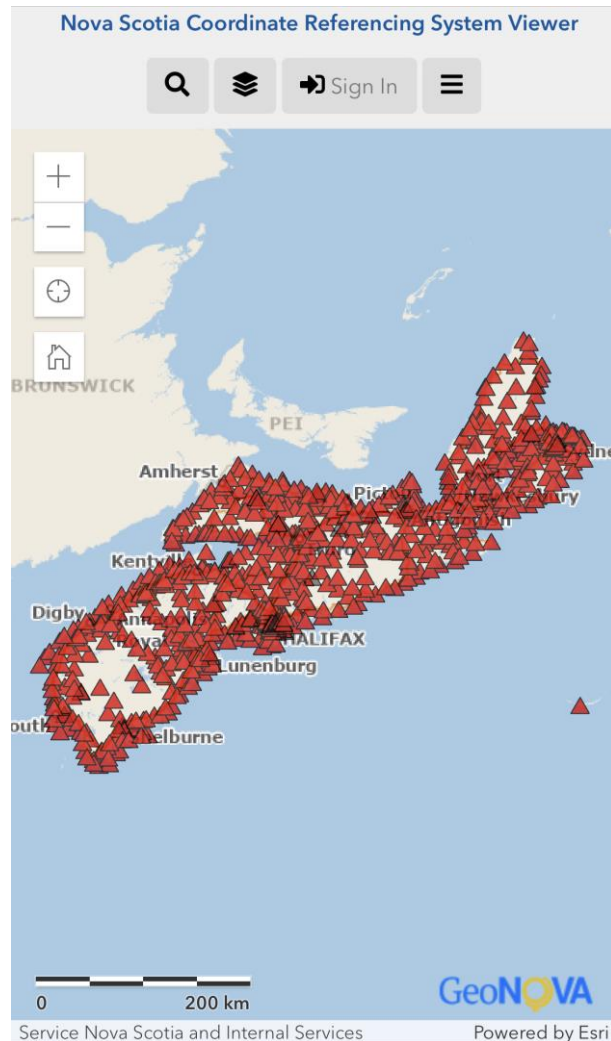 Nova Scotia Coordinate Referencing System Viewer
Sign In
BRUNSWICK
PEI
Amherst
HALIFAX
Digby
Lunenburg
0 200 km
GeoNOVA
Service Nova Scotia and Internal Services Powered by Esri